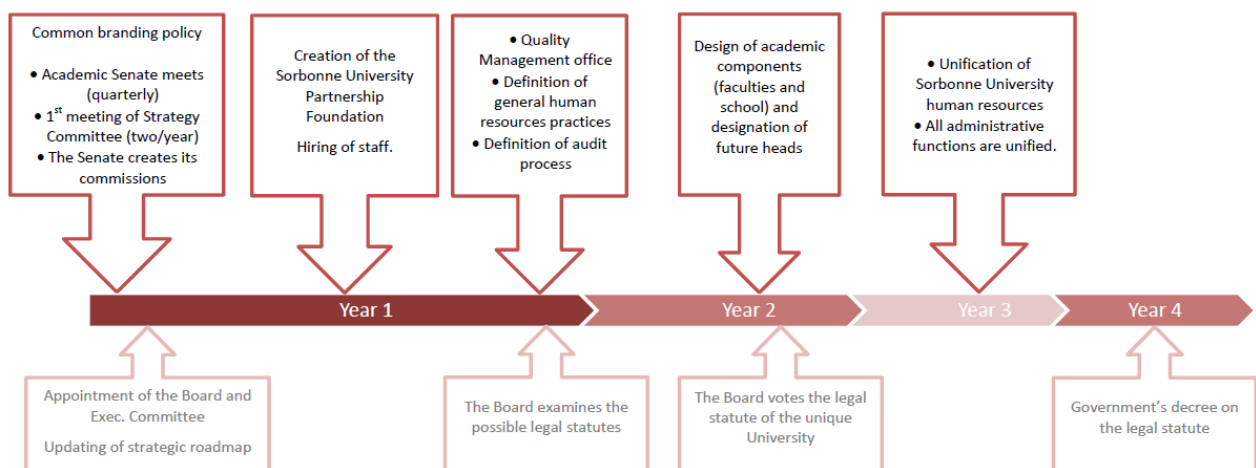 Common branding policy
• Academic Senate meets
(quarterly)
• 1st meeting of Strategy
Committee (two/year)
• The Senate creates its
commissions
Creation of the
Sorbonne University
Partnership
Foundation
Hiring of staff.
• Quality
Management office
• Definition of
general human
resources practices
• Definition of audit
process
Design of academic
components
(faculties and
school) and
designation of
future heads
• Unification of
Sorbonne University
human resources
• All administrative
functions are unified.
Year 1
Year 2
Year 3
Year 4
Appointment of the Board and
Exec. Committee
Updating of strategic roadmap
The Board examines the
possible legal statutes
The Board votes the legal
statute of the unique
University
Government's decree on
the legal statute